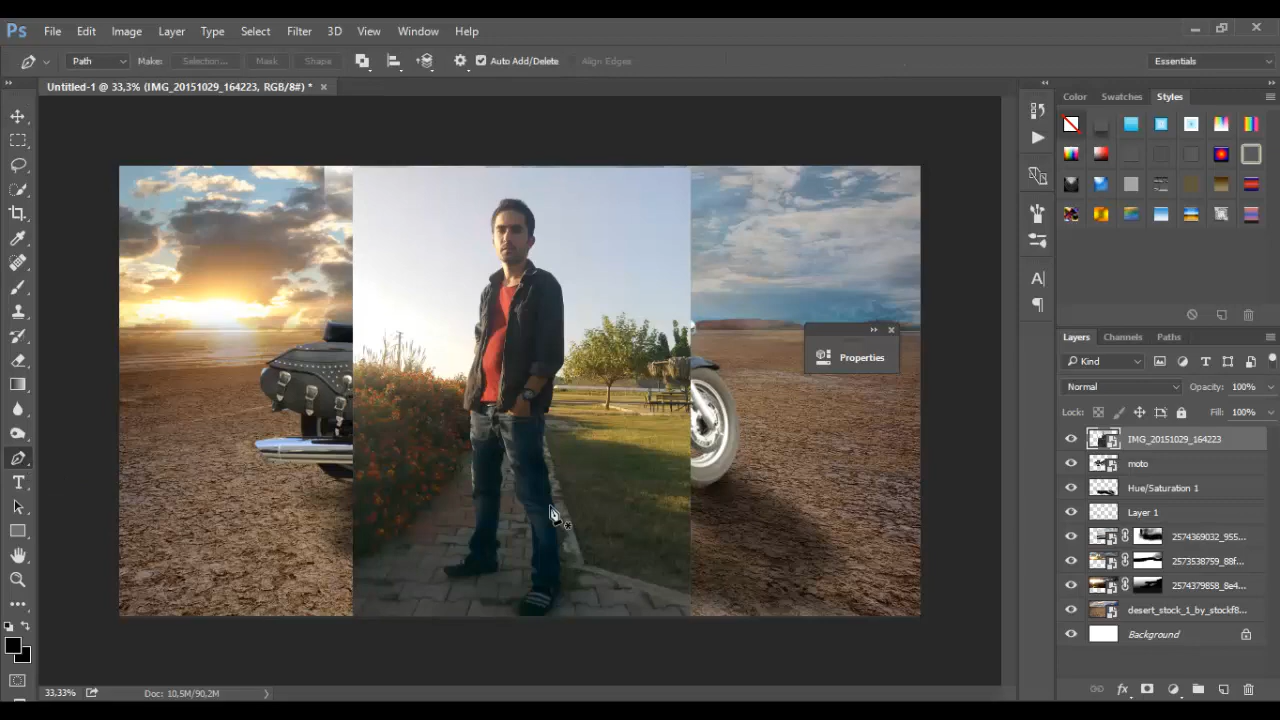 Ps File Edit Image Layer Type Select Filter 3D View Window Help
Path Make: Selection... Mask Shape Auto Add/Delete Align Edges Essentials
Untitled-1 @ 33,3% (IMG_20151029_164223, RGB/8#) * ×
Color Swatches Styles
Properties
Layers Channels Paths
Kind
Normal Opacity: 100%
Lock: Fill: 100%
IMG_20151029_164223
moto
Hue/Saturation 1
Layer 1
2574369032_955...
2573538759_88f...
2574379858_8e4...
desert_stock_1_by_stockf8...
Background
33,33% Doc: 10,5M/90,2M